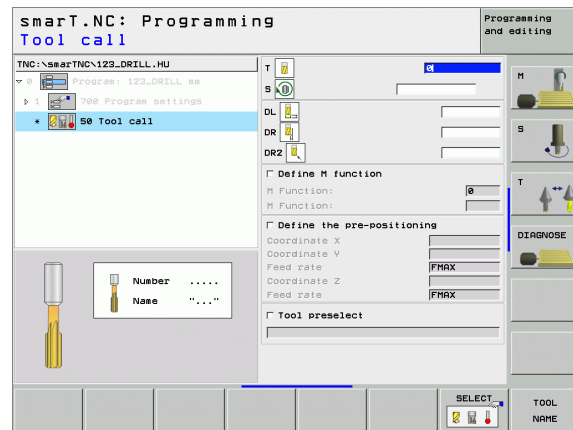 smarT.NC: Programming
Tool call
Programming
and editing
TNC:\smarTNC\123_DRILL.HU
0 Program: 123_DRILL mm
1 700 Program settings
* 50 Tool call
T 0
S
DL
DR
DR2
Define M function
M Function: 0
M Function:
Define the pre-positioning
Coordinate X
Coordinate Y
Feed rate FMAX
Coordinate Z
Feed rate FMAX
Tool preselect
Number .....
Name "..."
M
S
T
DIAGNOSE
SELECT
TOOL
NAME